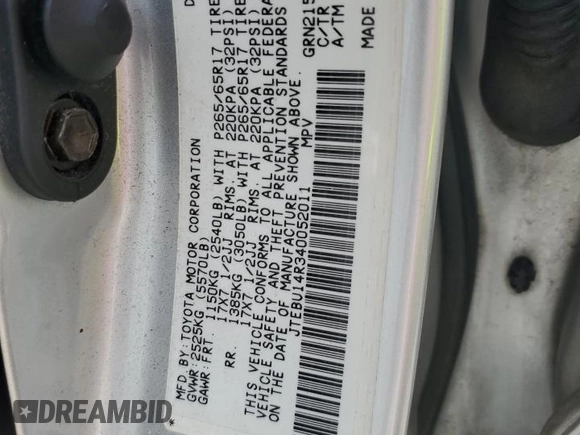 MFD.BY:TOYOTA MOTOR CORPORATION
GVWR:2525KG(5570LB)
GAWR:FRT. 1150KG (2540LB) WITH P265/65R17 TIRE
17X7 1/2JJ RIMS. AT 220KPA (32PSI)
RR. 1385KG (3050LB) WITH P265/65R17 TIRE
17X7 1/2JJ RIMS. AT 220KPA (32PSI)
THIS VEHICLE CONFORMS TO ALL APPLICABLE FEDERA
VEHICLE SAFETY AND THEFT PREVENTION STANDARDS
ON THE DATE OF MANUFACTURE SHOWN ABOVE.
JTEBU14R340052011 MPV
GRN215
C/TR
A/TM
MADE
DREAMBID